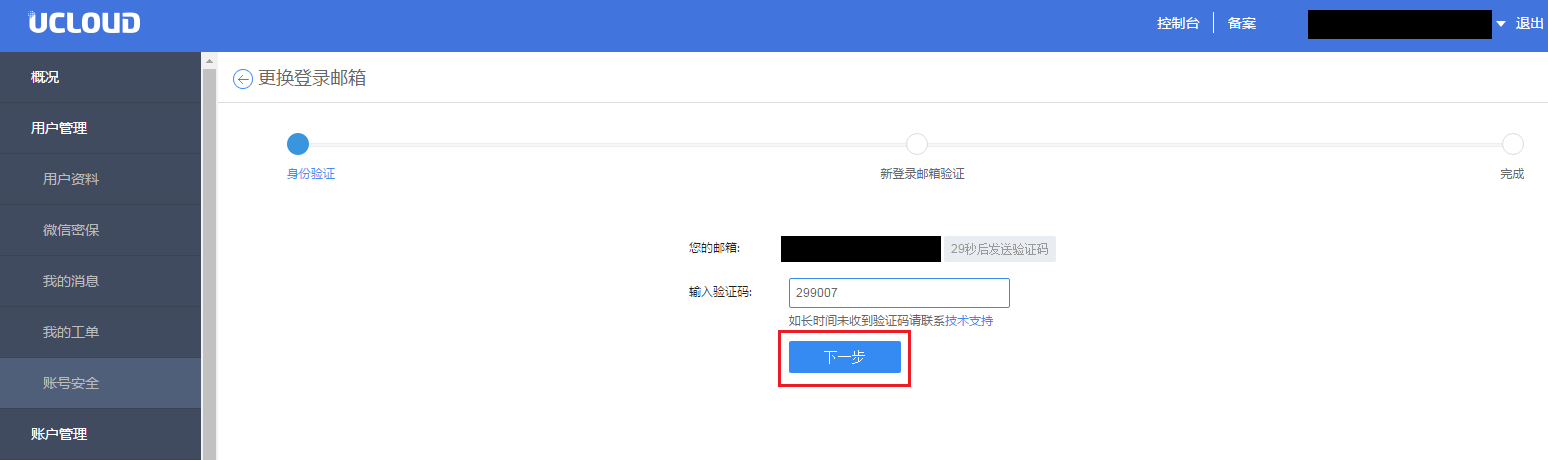 UCLOUD
控制台
备案
退出
概况
用户管理
用户资料
微信密保
我的消息
我的工单
账号安全
账户管理
更换登录邮箱
身份验证
新登录邮箱验证
完成
您的邮箱:
29秒后发送验证码
输入验证码:
299007
如长时间未收到验证码请联系技术支持
下一步